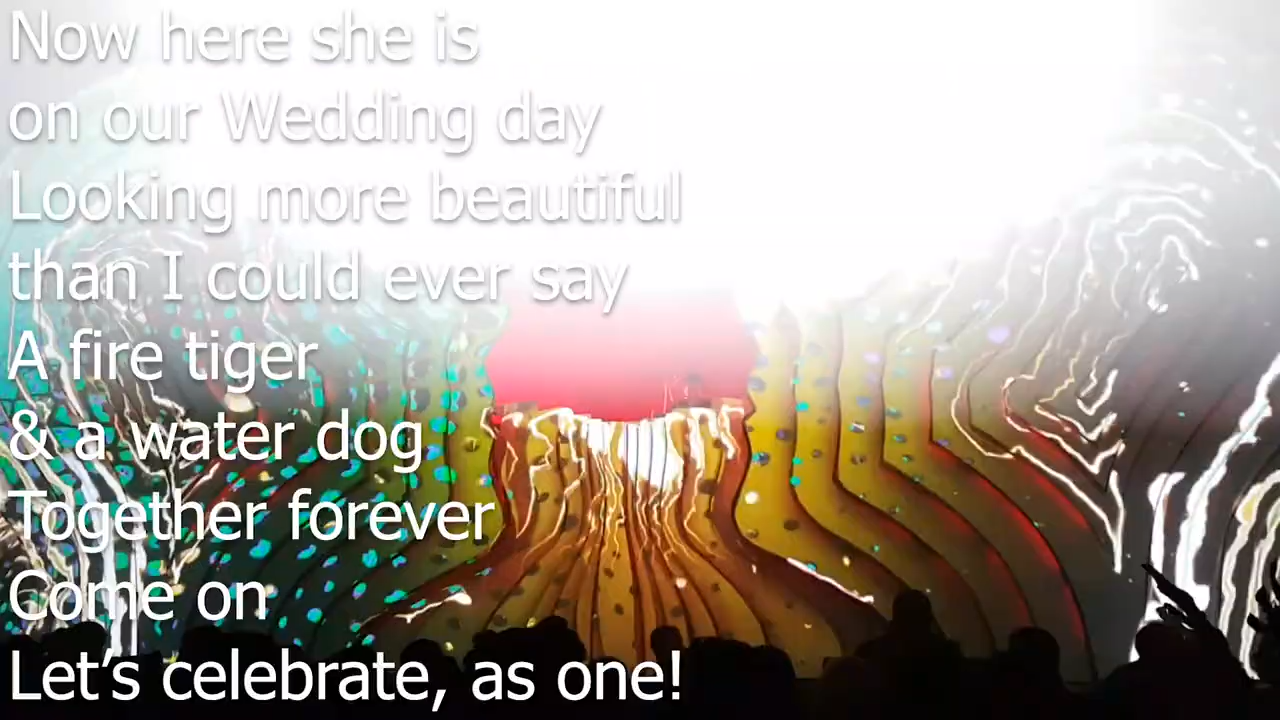 Now here she is
on our Wedding day
Looking more beautiful
than I could ever say
A fire tiger
& a water dog
Together forever
Come on
Let's celebrate, as one!